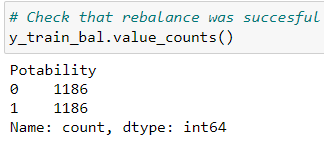 # Check that rebalance was succesful
y_train_bal.value_counts()
Potability
0    1186
1    1186
Name: count, dtype: int64